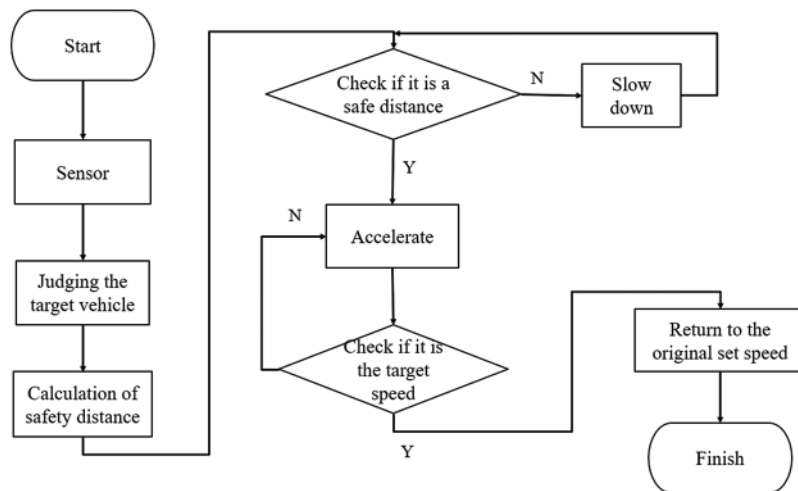 Start
Sensor
Judging the
target vehicle
Calculation of
safety distance
Check if it is a
safe distance
N
Slow
down
Y
N
Accelerate
Check if it is
the target
speed
Y
Return to the
original set speed
Finish